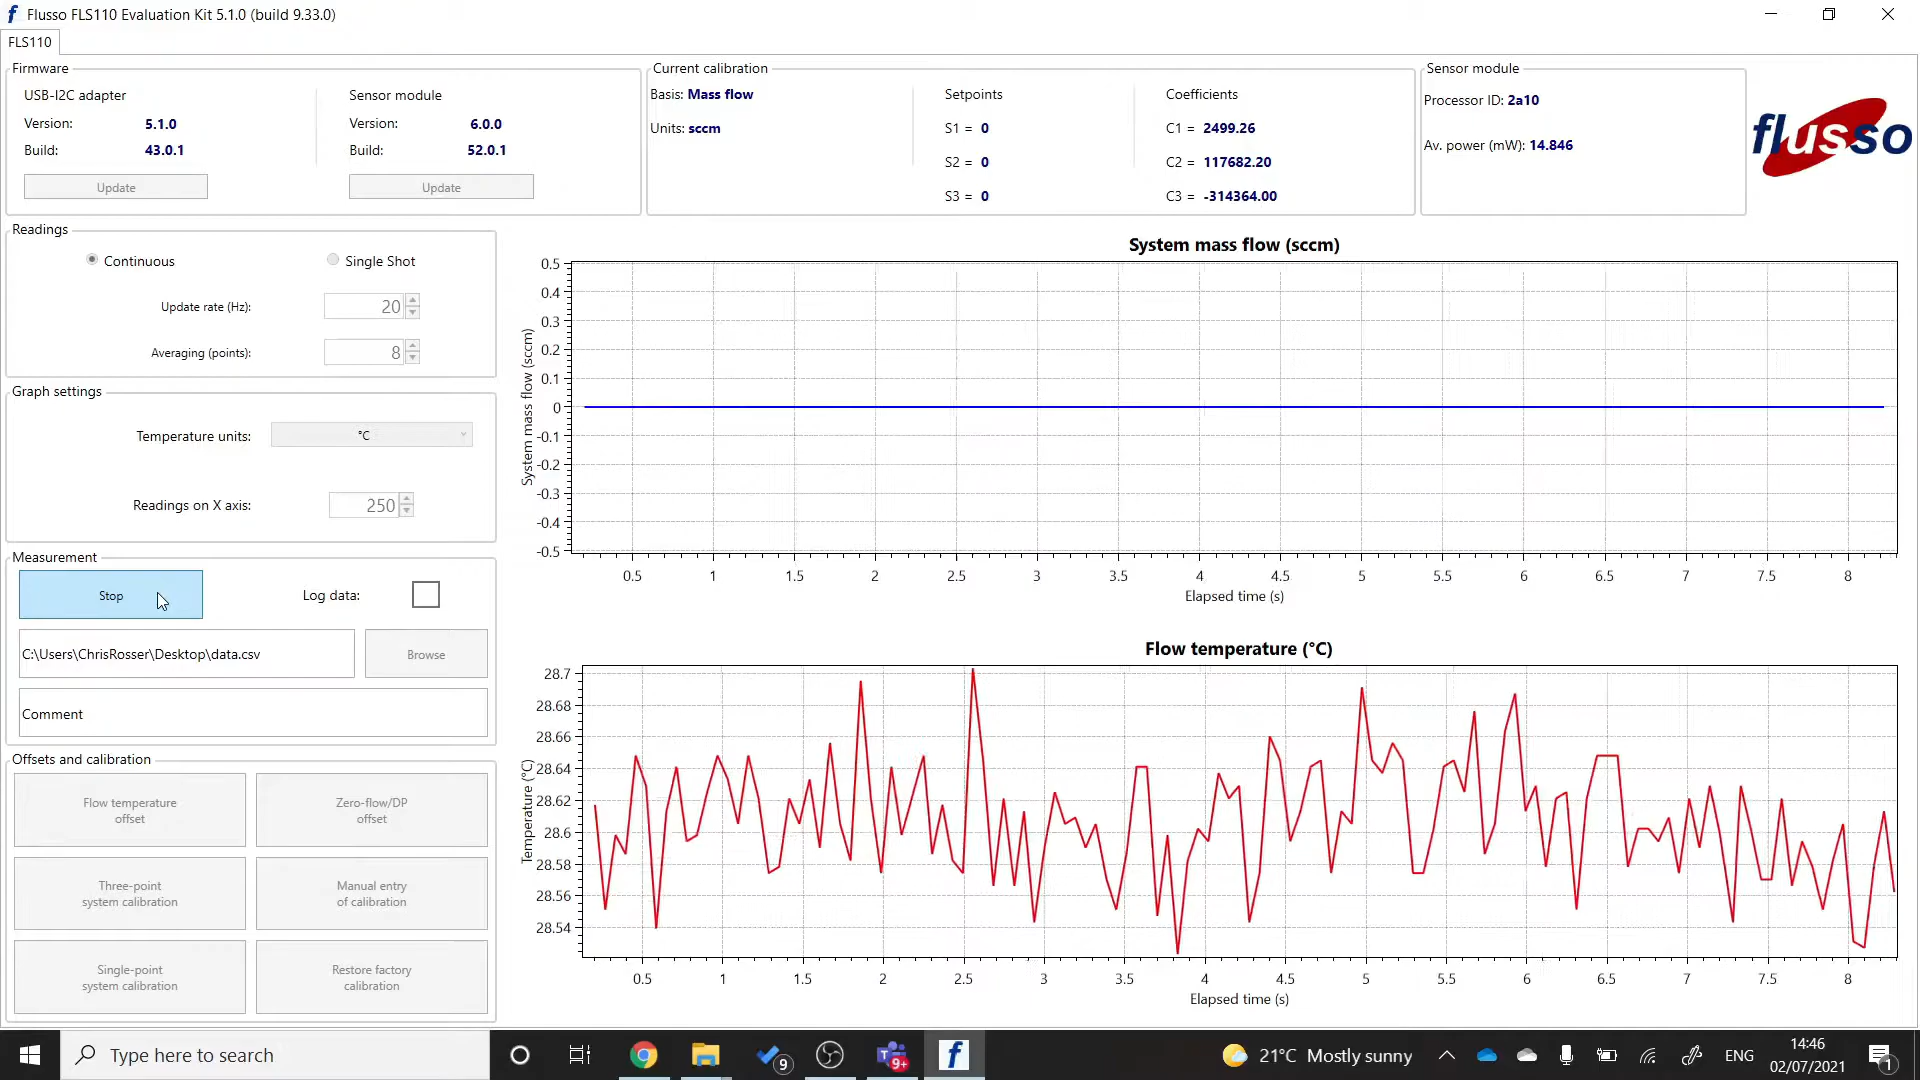 Flusso FLS110 Evaluation Kit 5.1.0 (build 9.33.0)
FLS110
Firmware
USB-I2C adapter
Version: 5.1.0
Build: 43.0.1
Update
Sensor module
Version: 6.0.0
Build: 52.0.1
Update
Current calibration
Basis: Mass flow
Units: sccm
Setpoints
S1 = 0
S2 = 0
S3 = 0
Coefficients
C1 = 2499.26
C2 = 117682.20
C3 = -314364.00
Sensor module
Processor ID: 2a10
Av. power (mW): 14.846
flusso
Readings
Continuous
Single Shot
Update rate (Hz): 20
Averaging (points): 8
Graph settings
Temperature units: °C
Readings on X axis: 250
Measurement
Stop
Log data:
C:\Users\ChrisRosser\Desktop\data.csv
Browse
Comment
Offsets and calibration
Flow temperature
offset
Zero-flow/DP
offset
Three-point
system calibration
Manual entry
of calibration
Single-point
system calibration
Restore factory
calibration
System mass flow (sccm)
System mass flow (sccm)
0.5
0.4
0.3
0.2
0.1
0
-0.1
-0.2
-0.3
-0.4
-0.5
0.5 1 1.5 2 2.5 3 3.5 4 4.5 5 5.5 6 6.5 7 7.5 8
Elapsed time (s)
Flow temperature (°C)
Temperature (°C)
28.7
28.68
28.66
28.64
28.62
28.6
28.58
28.56
28.54
0.5 1 1.5 2 2.5 3 3.5 4 4.5 5 5.5 6 6.5 7 7.5 8
Elapsed time (s)
Type here to search
9
9+
21°C Mostly sunny
ENG
14:46
02/07/2021
1